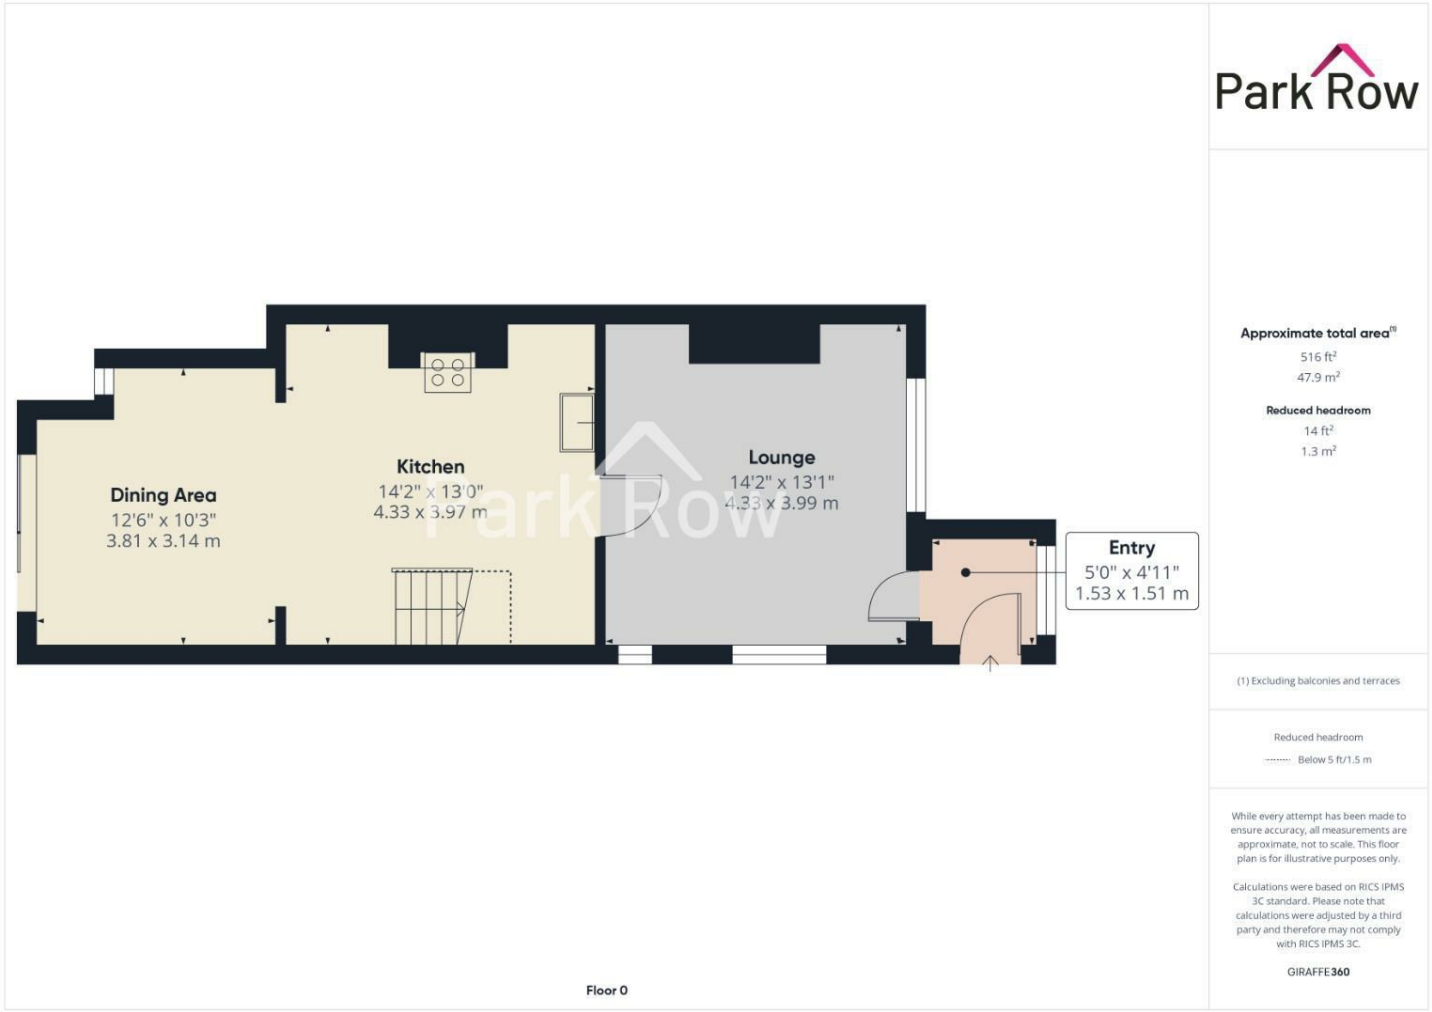 Park Row
Approximate total area(1)
516 ft²
47.9 m²
Reduced headroom
14 ft²
1.3 m²
Dining Area
12'6" x 10'3"
3.81 x 3.14 m
Kitchen
14'2" x 13'0"
4.33 x 3.97 m
Lounge
14'2" x 13'1"
4.33 x 3.99 m
Park Row
Entry
5'0" x 4'11"
1.53 x 1.51 m
(1) Excluding balconies and terraces
Reduced headroom
Below 5 ft/1.5 m
While every attempt has been made to
ensure accuracy, all measurements are
approximate, not to scale. This floor
plan is for illustrative purposes only.
Calculations were based on RICS IPMS
3C standard. Please note that
calculations were adjusted by a third
party and therefore may not comply
with RICS IPMS 3C.
GIRAFFE360
Floor 0